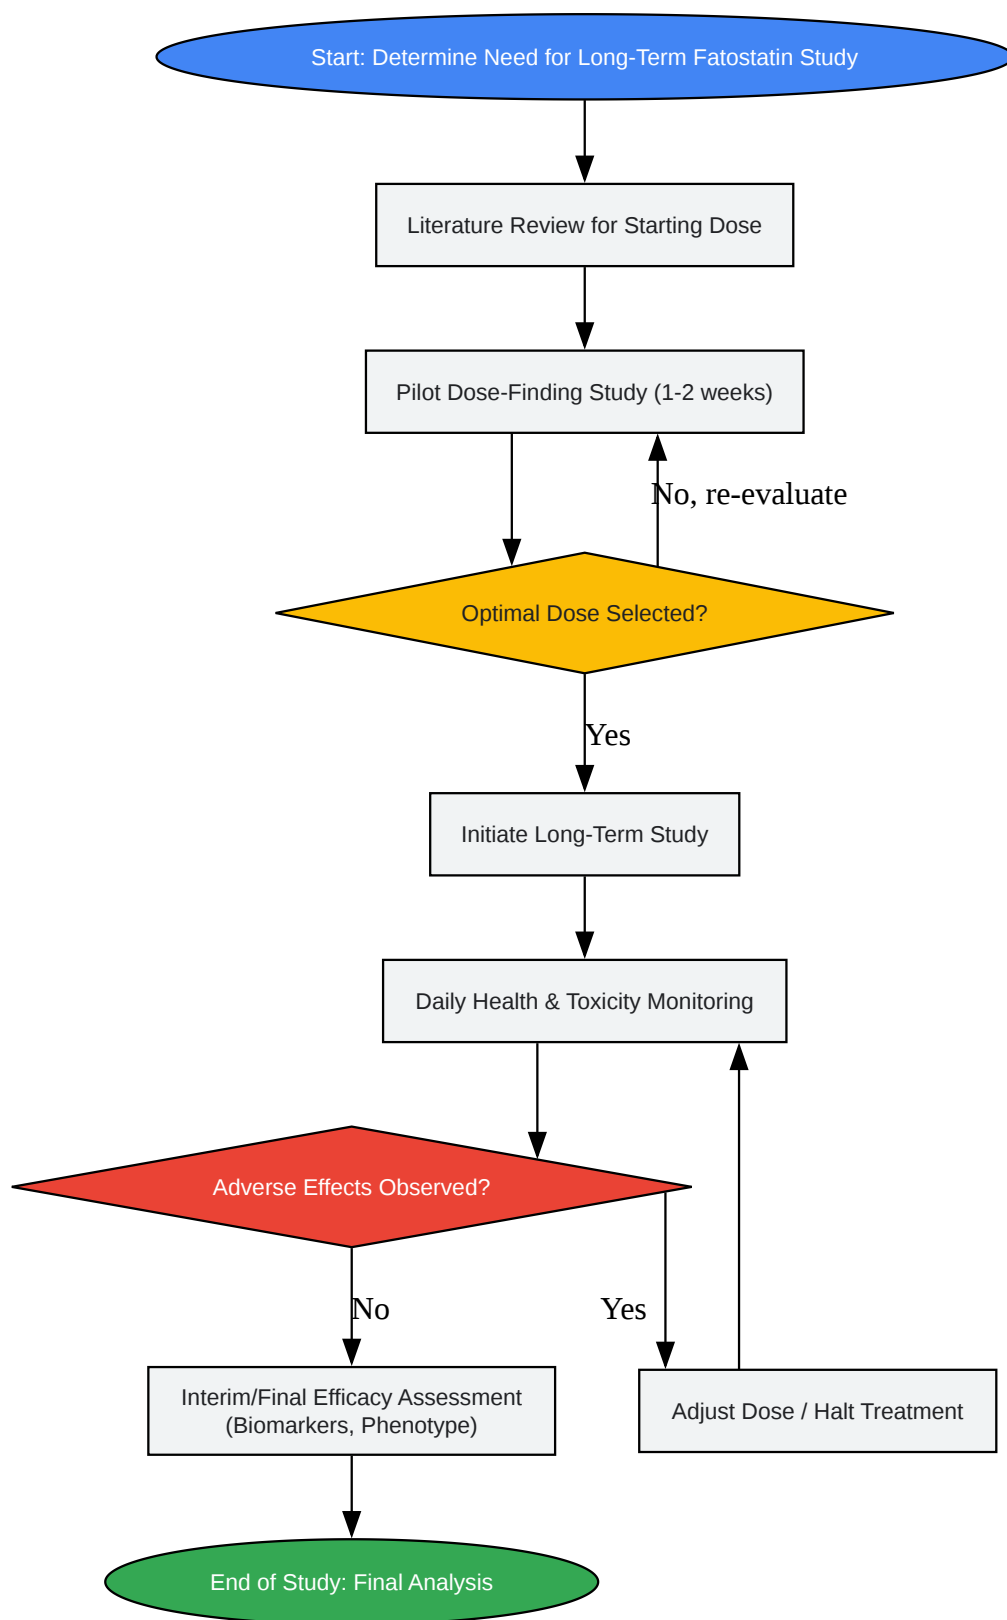 Start: Determine Need for Long-Term Fatostatin Study
Literature Review for Starting Dose
Pilot Dose-Finding Study (1-2 weeks)
No, re-evaluate
Optimal Dose Selected?
Yes
Initiate Long-Term Study
Daily Health & Toxicity Monitoring
Adverse Effects Observed?
No
Yes
Interim/Final Efficacy Assessment
(Biomarkers, Phenotype)
Adjust Dose / Halt Treatment
End of Study: Final Analysis